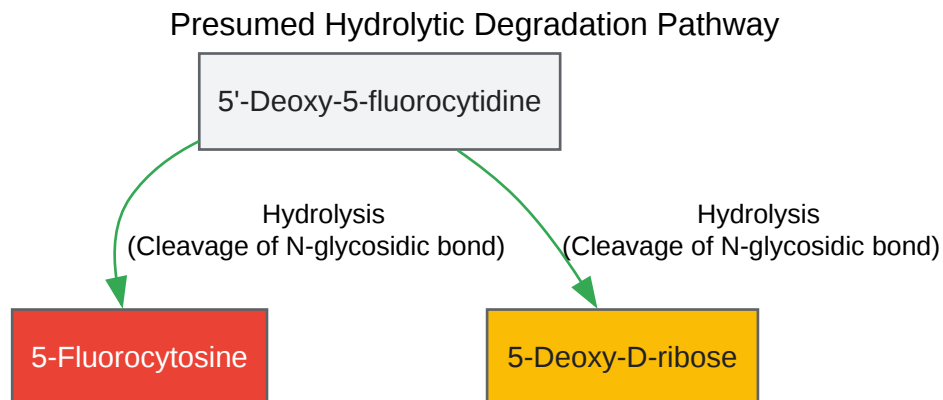 Presumed Hydrolytic Degradation Pathway
5'-Deoxy-5-fluorocytidine
Hydrolysis
(Cleavage of N-glycosidic bond)
Hydrolysis
(Cleavage of N-glycosidic bond)
5-Fluorocytosine
5-Deoxy-D-ribose